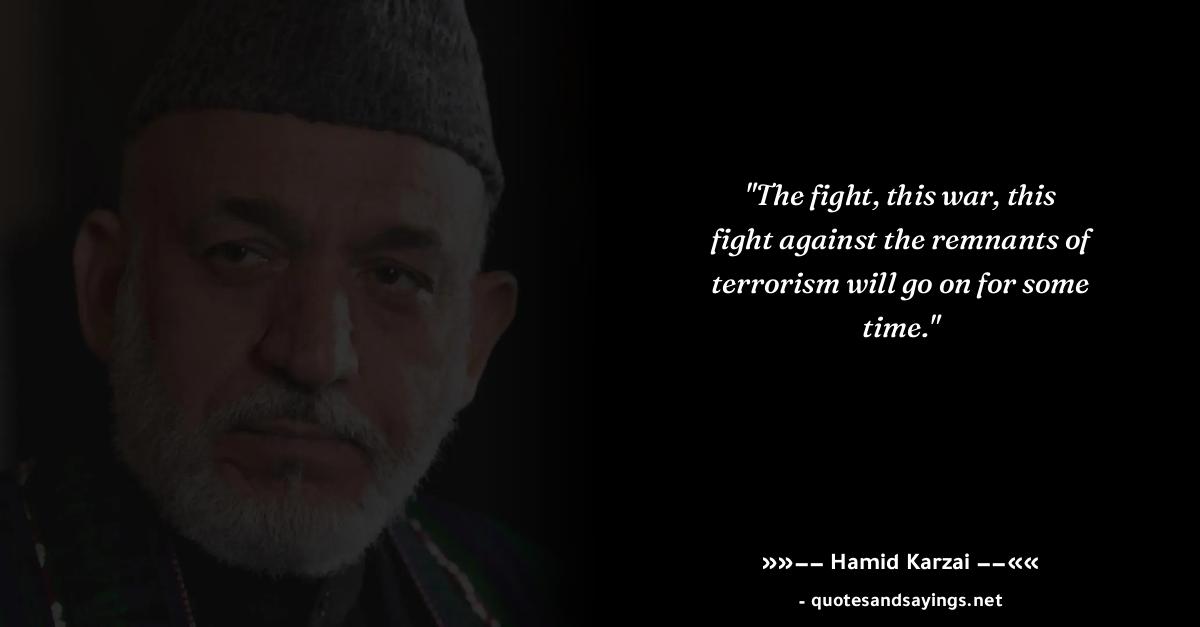 "The fight, this war, this
fight against the remnants of
terrorism will go on for some
time."
»»−− Hamid Karzai −−««
- quotesandsayings.net